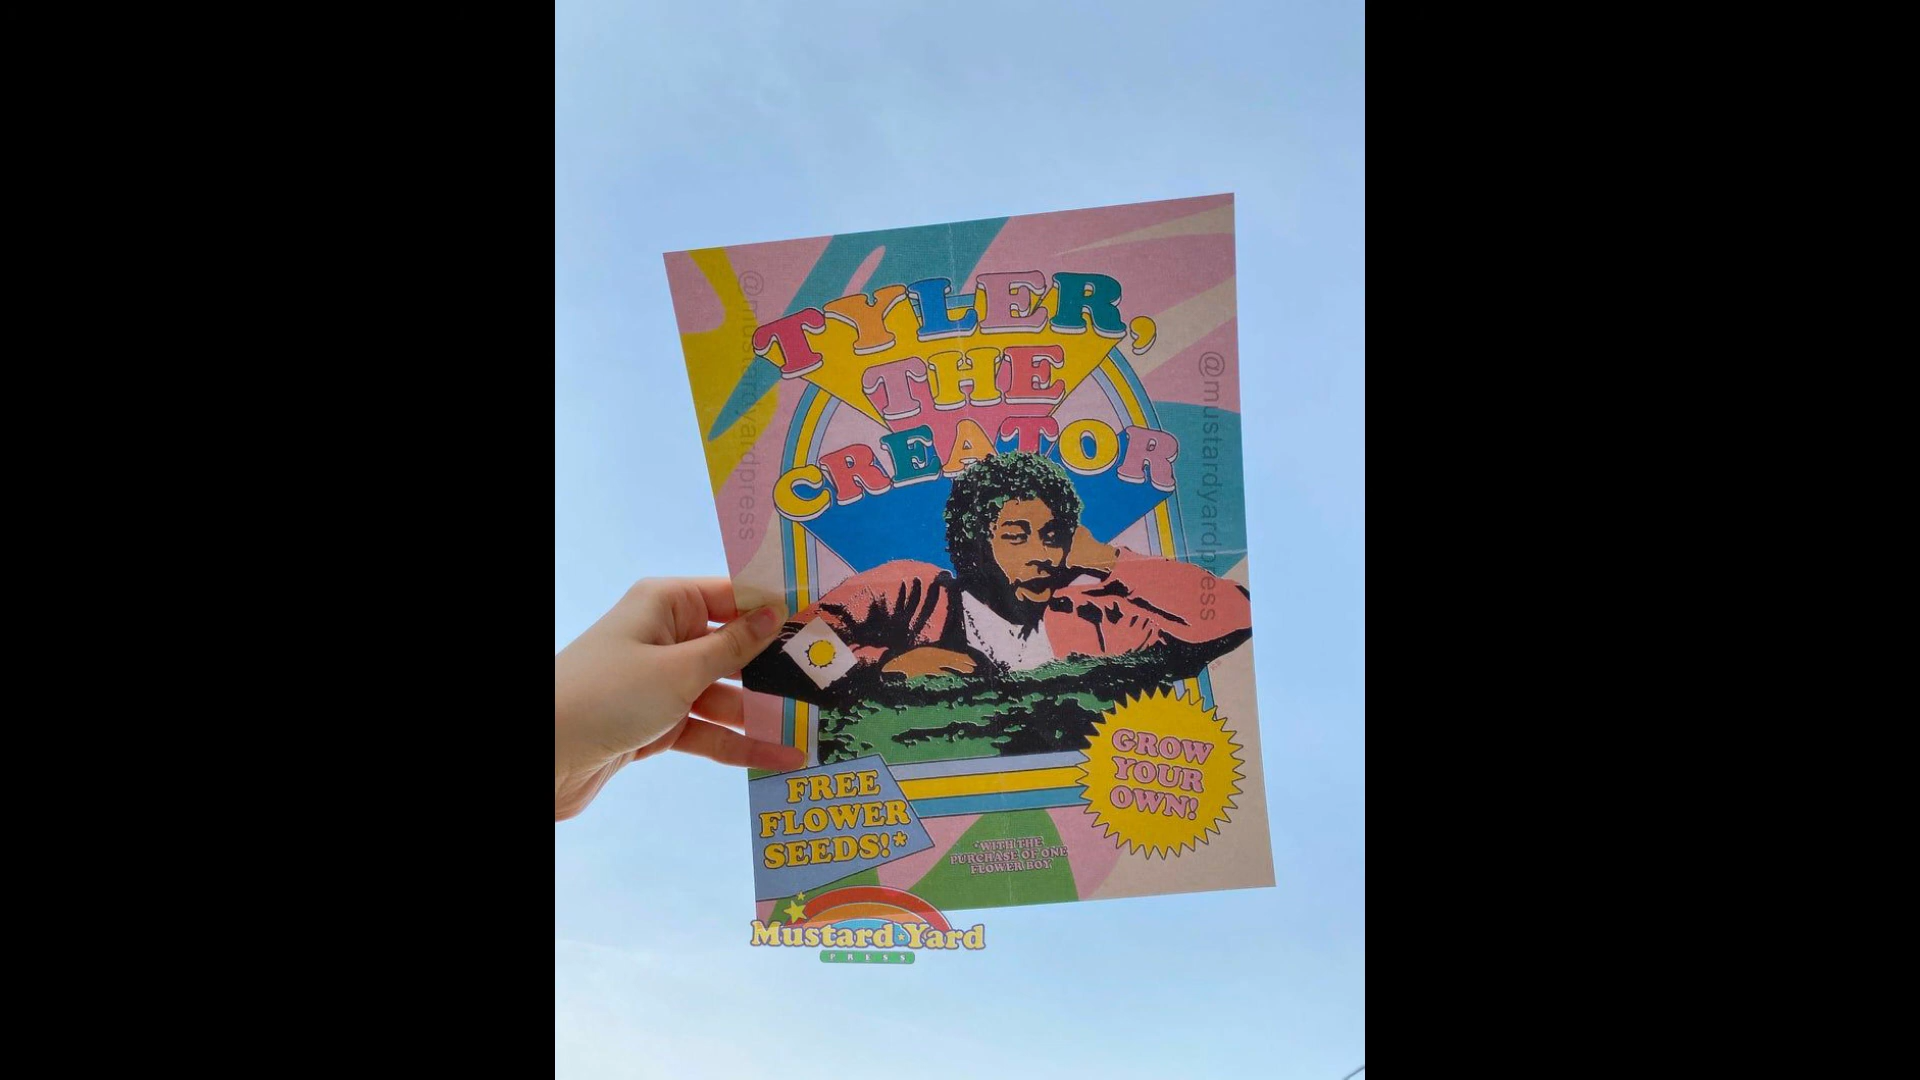 TYLER,
THE
CREATOR
@mustardyardpress
@mustardyardpress
GROW
YOUR
OWN!
FREE
FLOWER
SEEDS!*
*WITH THE
PURCHASE OF ONE
FLOWER BOY
Mustard Yard
PRESS